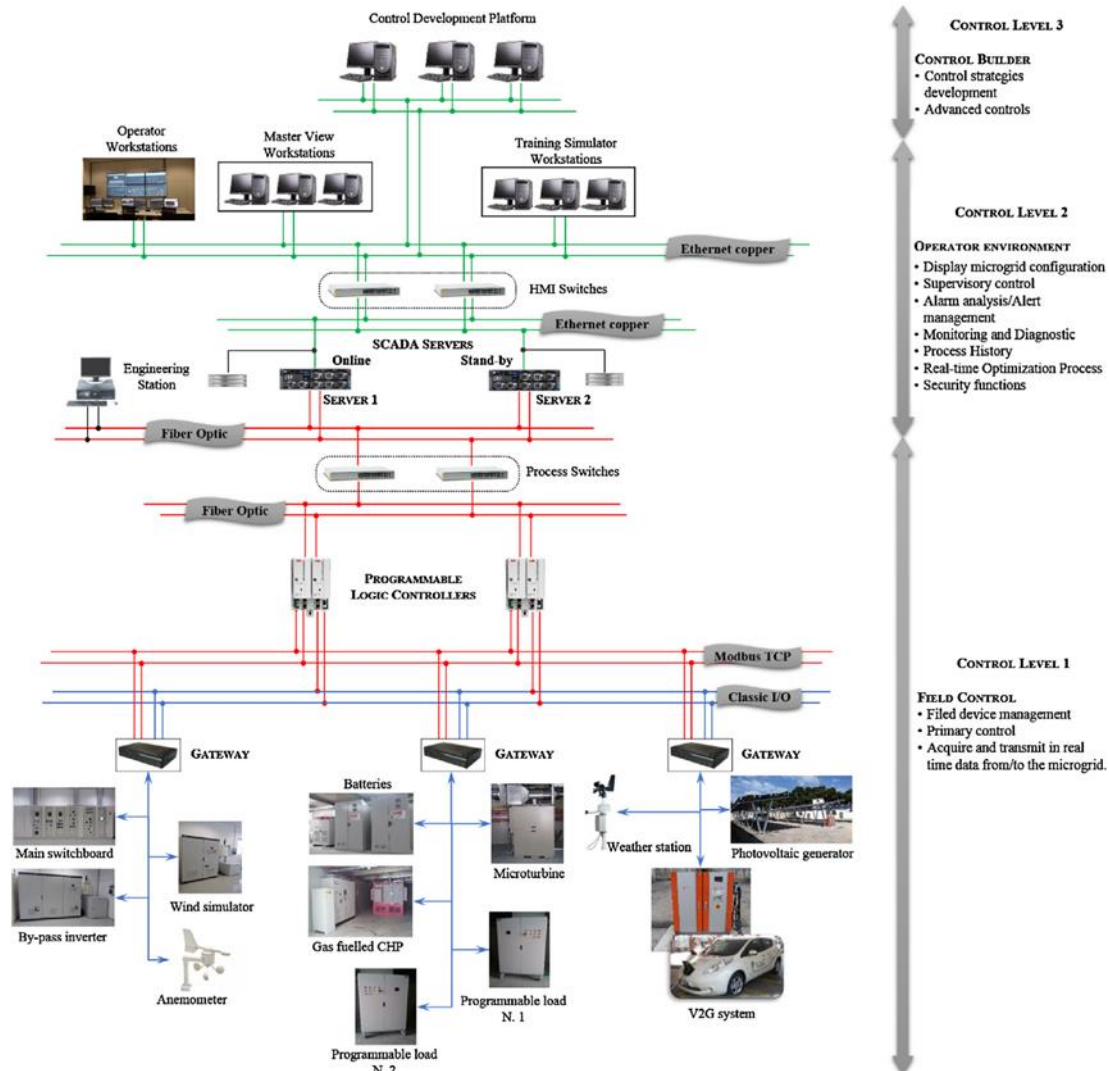 Control Development Platform
Operator
Workstations
Master View
Workstations
Training Simulator
Workstations
Ethernet copper
HMI Switches
Ethernet copper
SCADA SERVERS
Online
Stand-by
Engineering
Station
SERVER 1
SERVER 2
Fiber Optic
Process Switches
Fiber Optic
PROGRAMMABLE
LOGIC CONTROLLERS
Modbus TCP
Classic I/O
GATEWAY
GATEWAY
GATEWAY
Batteries
Main switchboard
Wind simulator
By-pass inverter
Anemometer
Microturbine
Gas fuelled CHP
Programmable load
N. 1
Programmable load
N. 2
Weather station
Photovoltaic generator
V2G system
CONTROL LEVEL 3
CONTROL BUILDER
• Control strategies
development
• Advanced controls
CONTROL LEVEL 2
OPERATOR ENVIRONMENT
• Display microgrid configuration
• Supervisory control
• Alarm analysis/Alert
management
• Monitoring and Diagnostic
• Process History
• Real-time Optimization Process
• Security functions
CONTROL LEVEL 1
FIELD CONTROL
• Filed device management
• Primary control
• Acquire and transmit in real
time data from/to the microgrid.